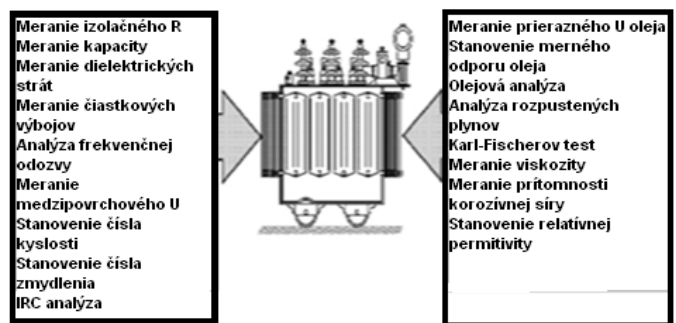 Meranie izolačného R
Meranie kapacity
Meranie dielektrických
strát
Meranie čiastkových
výbojov
Analýza frekvenčnej
odozvy
Meranie
medzipovrchového U
Stanovenie čísla
kyslosti
Stanovenie čísla
zmydlenia
IRC analýza
Meranie prierazného U oleja
Stanovenie merného
odporu oleja
Olejová analýza
Analýza rozpustených
plynov
Karl-Fischerov test
Meranie viskozity
Meranie prítomnosti
korozívnej síry
Stanovenie relatívnej
permitivity